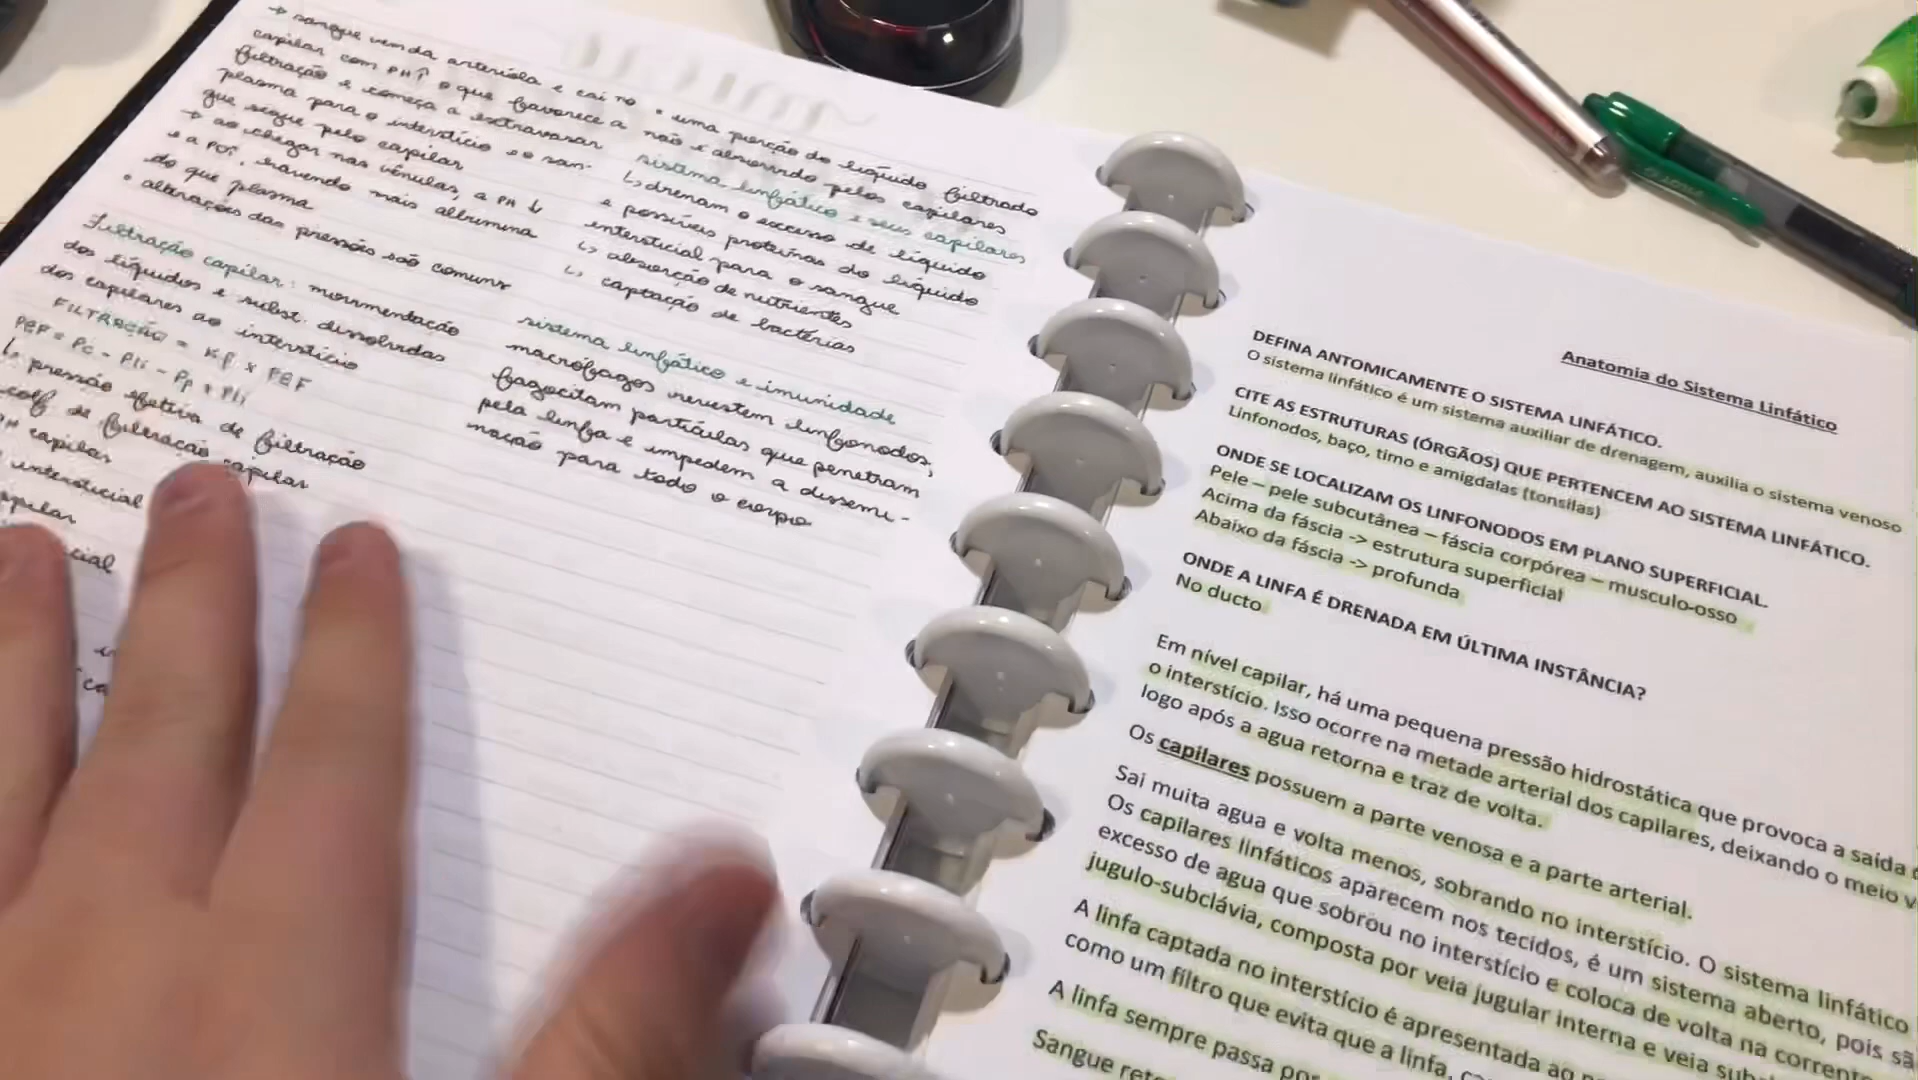 → sangue vem da arteríola e cai no
capilar com PH↑ o que favorece a
filtração e começa a extravasar
plasma para o interstício e o san-
gue segue pelo capilar
→ ao chegar nas vênulas, a PH ↓
e a PO↑, havendo mais albumina
do que plasma
• alterações das pressões são comuns
Filtração capilar: movimentação
dos líquidos e subst. dissolvidas
dos capilares ao interstício
FILTRAÇÃO = Kf x PEF
PEF = Pc - Pli - Pp + Pli
↳ pressão efetiva de filtração
coef de filtração capilar
PH capilar
intersticial
capilar
cial
• uma porção do líquido filtrado
não é absorvido pelos capilares
sistema linfático e seus capilares
↳ drenam o excesso de líquido
e possíveis proteínas do líquido
intersticial para o sangue
↳ absorção de nutrientes
↳ captação de bactérias
sistema linfático e imunidade
macrófagos revestem linfonodos,
fagocitam partículas que penetram
pela linfa e impedem a dissemi-
nação para todo o corpo
Anatomia do Sistema Linfático
DEFINA ANTOMICAMENTE O SISTEMA LINFÁTICO.
O sistema linfático é um sistema auxiliar de drenagem, auxilia o sistema venoso
CITE AS ESTRUTURAS (ÓRGÃOS) QUE PERTENCEM AO SISTEMA LINFÁTICO.
Linfonodos, baço, timo e amigdalas (tonsilas)
ONDE SE LOCALIZAM OS LINFONODOS EM PLANO SUPERFICIAL.
Pele – pele subcutânea – fáscia corpórea – musculo-osso
Acima da fáscia -> estrutura superficial
Abaixo da fáscia -> profunda
ONDE A LINFA É DRENADA EM ÚLTIMA INSTÂNCIA?
No ducto
Em nível capilar, há uma pequena pressão hidrostática que provoca a saída
o interstício. Isso ocorre na metade arterial dos capilares, deixando o meio
logo após a agua retorna e traz de volta.
Os capilares possuem a parte venosa e a parte arterial.
Sai muita agua e volta menos, sobrando no interstício. O sistema linfático
Os capilares linfáticos aparecem nos tecidos, é um sistema aberto, pois
excesso de agua que sobrou no interstício e coloca de volta na corrente
jugulo-subclávia, composta por veia jugular interna e veia
A linfa captada no interstício é apresentada ao
como um filtro que evita que a linfa,
A linfa sempre passa por
Sangue